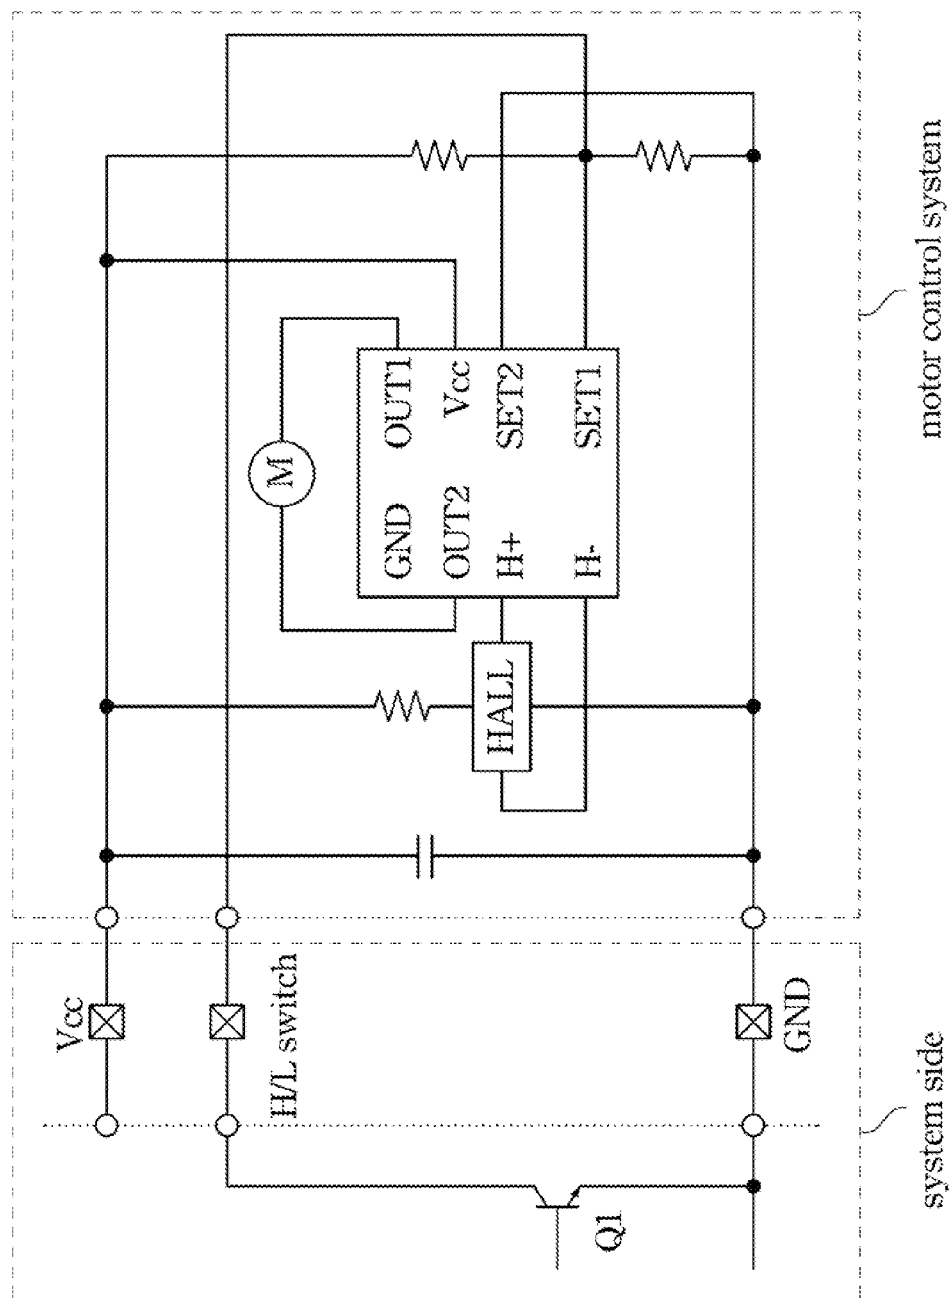 motor control system
system side
Vcc
H/L switch
GND
Q1
M
HALL
GND
OUT1
OUT2
Vcc
H+
SET2
H-
SET1